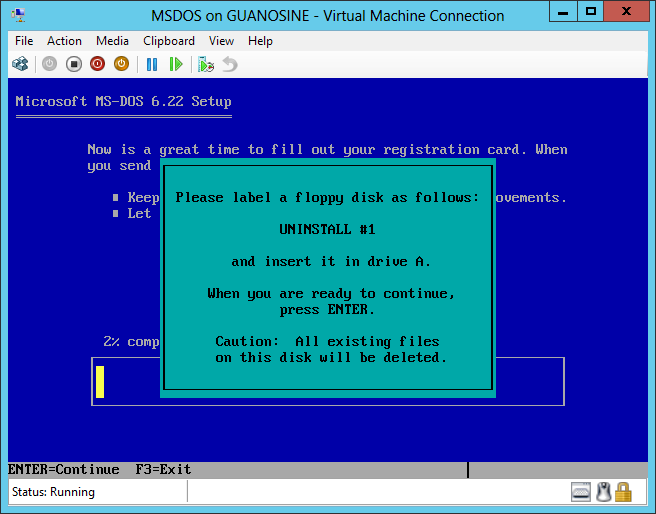 MSDOS on GUANOSINE - Virtual Machine Connection
File Action Media Clipboard View Help
Microsoft MS-DOS 6.22 Setup
Now is a great time to fill out your registration card. When
you send
Keep ovements.
Let
Please label a floppy disk as follows:
UNINSTALL #1
and insert it in drive A.
When you are ready to continue,
press ENTER.
Caution: All existing files
on this disk will be deleted.
2% comp
ENTER=Continue F3=Exit
Status: Running